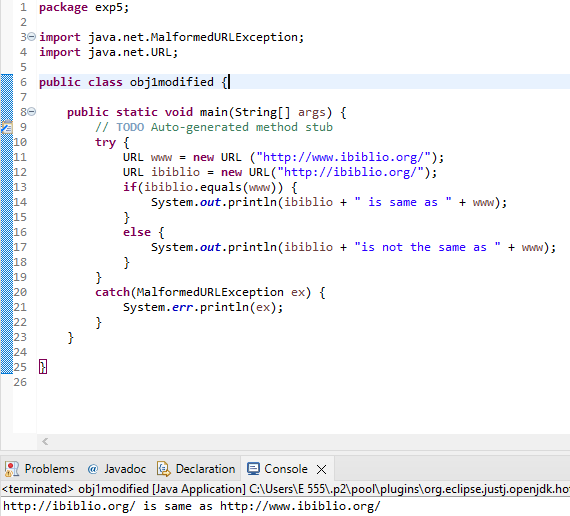 1 package exp5;
2
3 import java.net.MalformedURLException;
4 import java.net.URL;
5
6 public class obj1modified {
7
8 public static void main(String[] args) {
9 // TODO Auto-generated method stub
10 try {
11 URL www = new URL ("http://www.ibiblio.org/");
12 URL ibiblio = new URL("http://ibiblio.org/");
13 if(ibiblio.equals(www)) {
14 System.out.println(ibiblio + " is same as " + www);
15 }
16 else {
17 System.out.println(ibiblio + "is not the same as " + www);
18 }
19 }
20 catch(MalformedURLException ex) {
21 System.err.println(ex);
22 }
23 }
24
25 }
26
Problems @ Javadoc Declaration Console
<terminated> obj1modified [Java Application] C:\Users\E 555\.p2\pool\plugins\org.eclipse.justj.openjdk.ho
http://ibiblio.org/ is same as http://www.ibiblio.org/